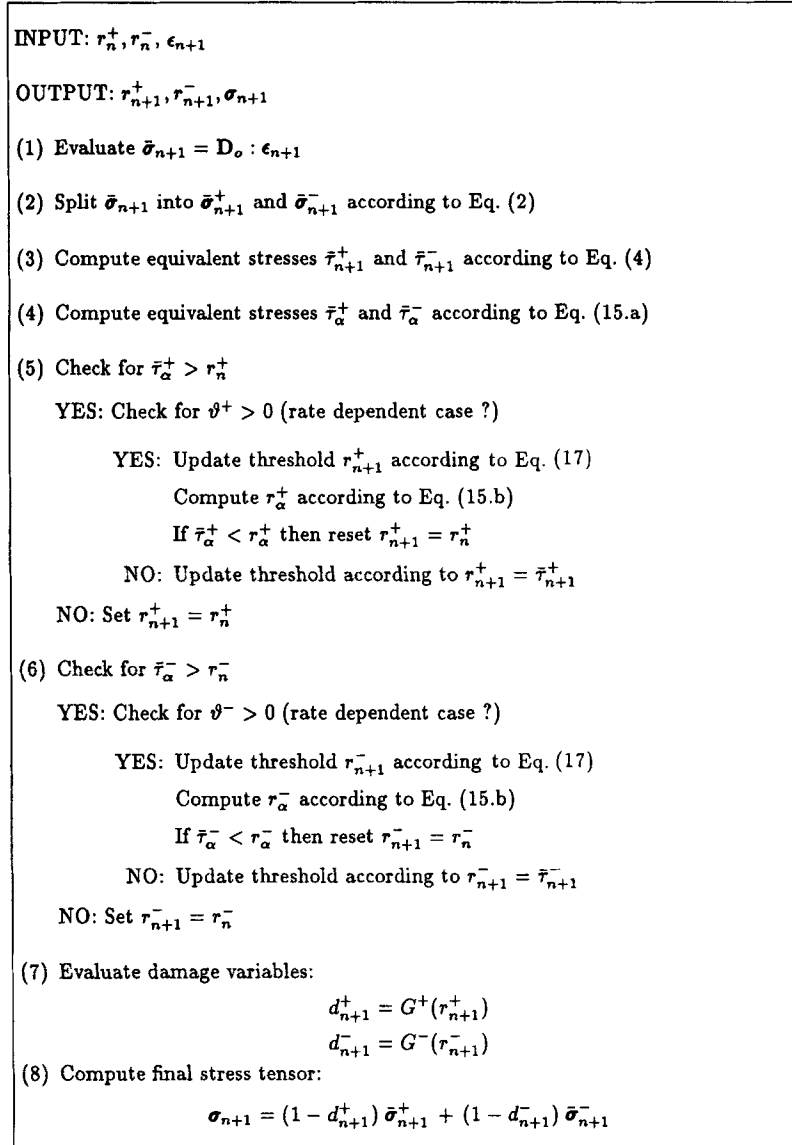 INPUT: r_n^+, r_n^-, ϵ_{n+1}
OUTPUT: r_{n+1}^+, r_{n+1}^-, σ_{n+1}
(1) Evaluate σ̄_{n+1} = D_o : ϵ_{n+1}
(2) Split σ̄_{n+1} into σ̄_{n+1}^+ and σ̄_{n+1}^- according to Eq. (2)
(3) Compute equivalent stresses τ̄_{n+1}^+ and τ̄_{n+1}^- according to Eq. (4)
(4) Compute equivalent stresses τ̄_α^+ and τ̄_α^- according to Eq. (15.a)
(5) Check for τ̄_α^+ > r_n^+
YES: Check for ϑ^+ > 0 (rate dependent case ?)
YES: Update threshold r_{n+1}^+ according to Eq. (17)
Compute r_α^+ according to Eq. (15.b)
If τ̄_α^+ < r_α^+ then reset r_{n+1}^+ = r_n^+
NO: Update threshold according to r_{n+1}^+ = τ̄_{n+1}^+
NO: Set r_{n+1}^+ = r_n^+
(6) Check for τ̄_α^- > r_n^-
YES: Check for ϑ^- > 0 (rate dependent case ?)
YES: Update threshold r_{n+1}^- according to Eq. (17)
Compute r_α^- according to Eq. (15.b)
If τ̄_α^- < r_α^- then reset r_{n+1}^- = r_n^-
NO: Update threshold according to r_{n+1}^- = τ̄_{n+1}^-
NO: Set r_{n+1}^- = r_n^-
(7) Evaluate damage variables:
d_{n+1}^+ = G^+(r_{n+1}^+)
d_{n+1}^- = G^-(r_{n+1}^-)
(8) Compute final stress tensor:
σ_{n+1} = (1 − d_{n+1}^+) σ̄_{n+1}^+ + (1 − d_{n+1}^-) σ̄_{n+1}^-